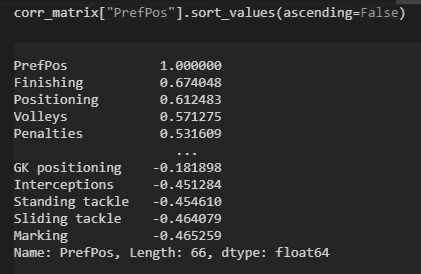 corr_matrix["PrefPos"].sort_values(ascending=False)
PrefPos 1.000000
Finishing 0.674048
Positioning 0.612483
Volleys 0.571275
Penalties 0.531609
...
GK positioning -0.181898
Interceptions -0.451284
Standing tackle -0.454610
Sliding tackle -0.464079
Marking -0.465259
Name: PrefPos, Length: 66, dtype: float64